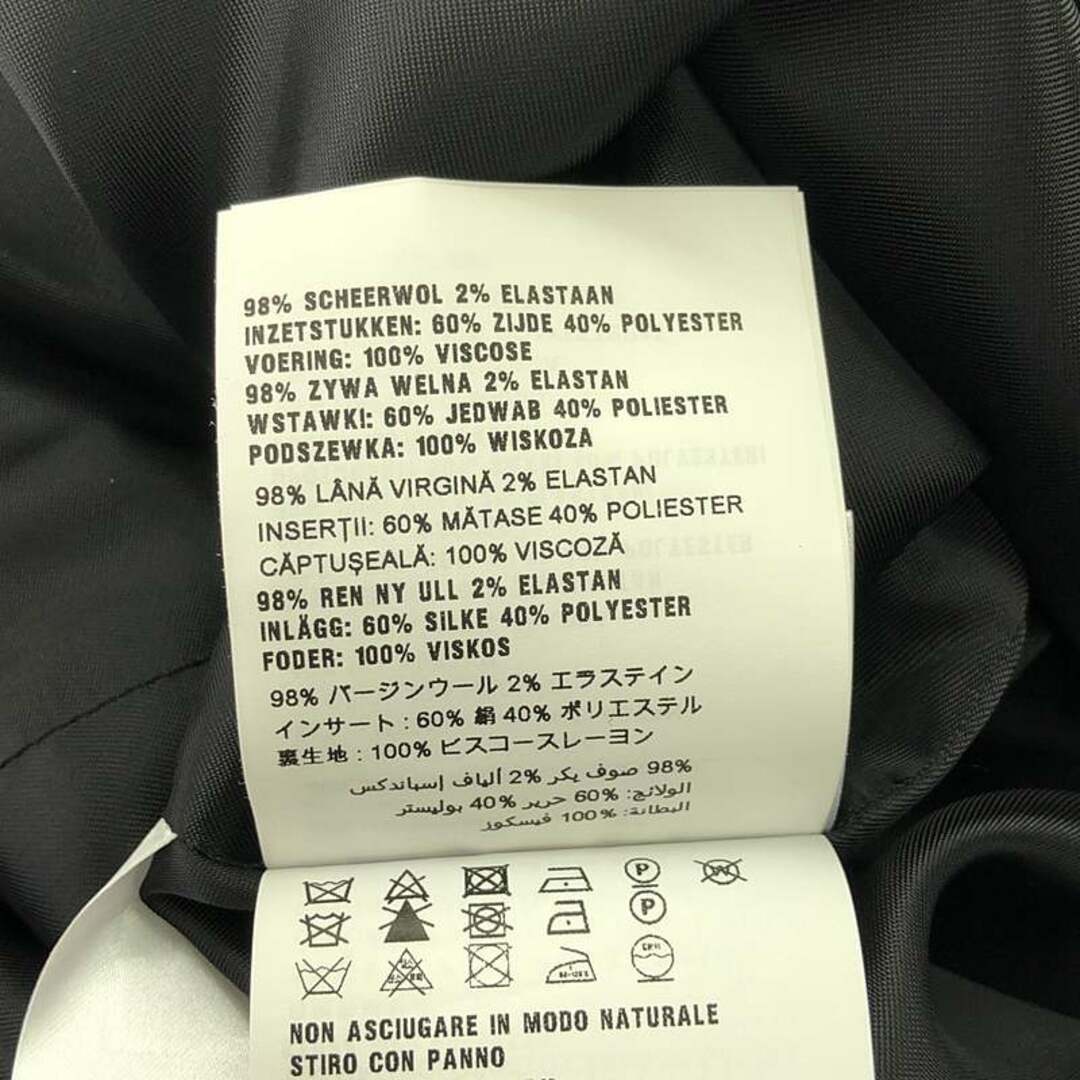 98% SCHEERWOL 2% ELASTAAN
INZETSTUKKEN: 60% ZIJDE 40% POLYESTER
VOERING: 100% VISCOSE
98% ZYWA WELNA 2% ELASTAN
WSTAWKI: 60% JEDWAB 40% POLIESTER
PODSZEWKA: 100% WISKOZA
98% LÂNĂ VIRGINĂ 2% ELASTAN
INSERȚII: 60% MĂTASE 40% POLIESTER
CĂPTUȘEALĂ: 100% VISCOZĂ
98% REN NY ULL 2% ELASTAN
INLÄGG: 60% SILKE 40% POLYESTER
FODER: 100% VISKOS
98% バージンウール 2% エラステイン
インサート : 60% 絹 40% ポリエステル
裏生地 : 100% ビスコースレーヨン
98% صوف بكر 2% ألياف إسباندكس
الولائج: 60% حرير 40% بوليستر
البطانة: 100% فيسكوز
P
W
P
NON ASCIUGARE IN MODO NATURALE
STIRO CON PANNO